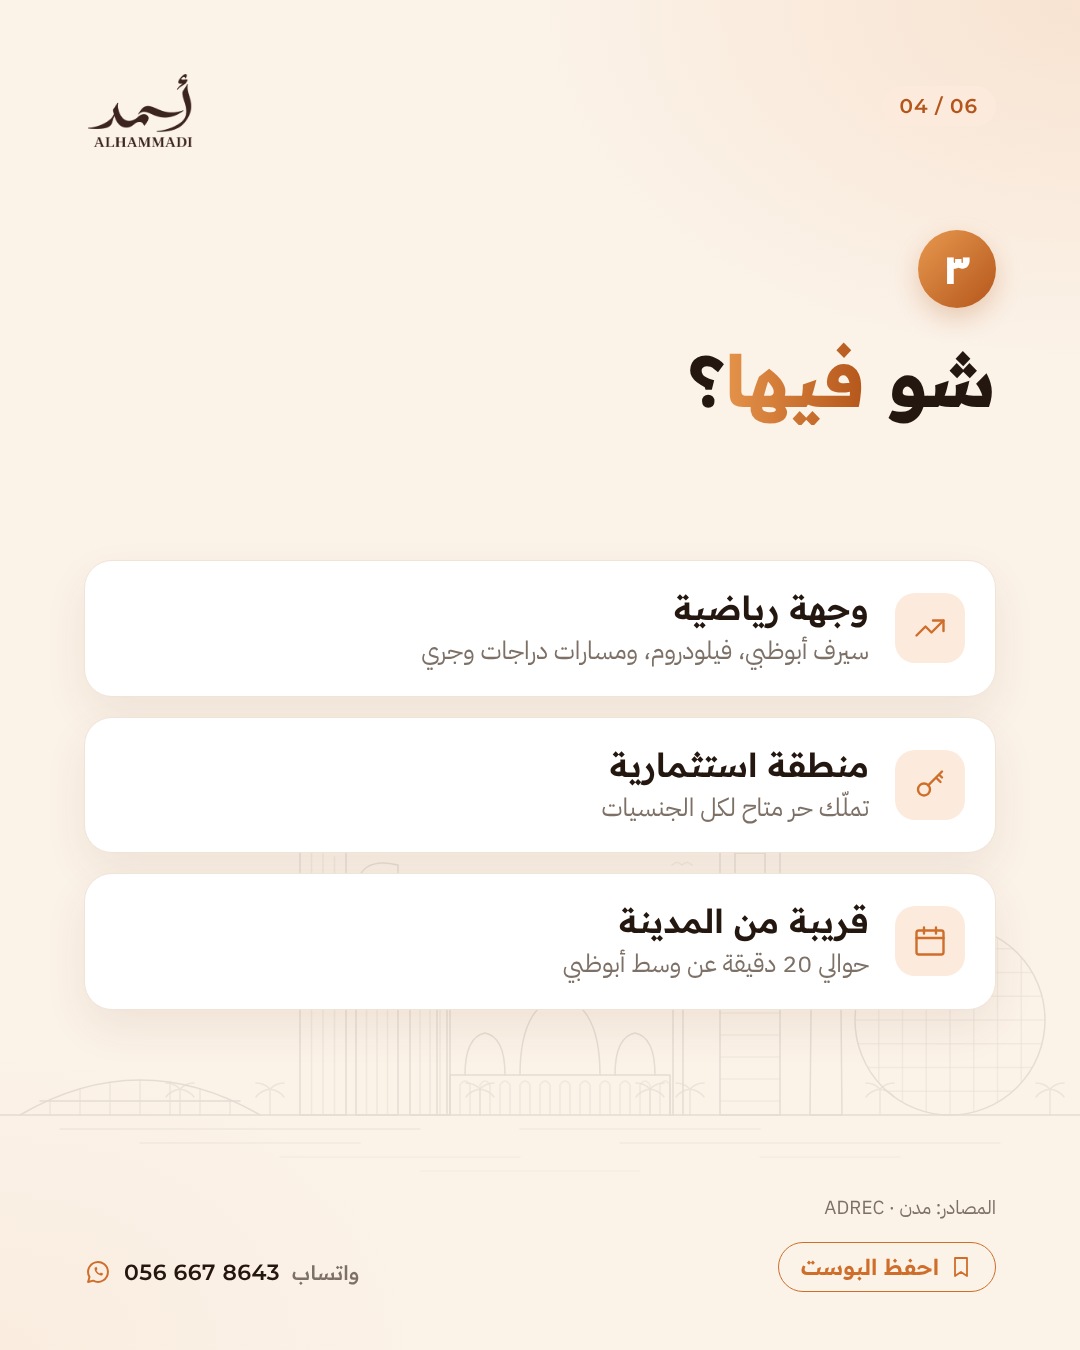 أحمد
ALHAMMADI
04 / 06
٣
شو فيها؟
وجهة رياضية
سيرف أبوظبي، فيلودروم، ومسارات دراجات وجري
منطقة استثمارية
تملّك حر متاح لكل الجنسيات
قريبة من المدينة
حوالي 20 دقيقة عن وسط أبوظبي
المصادر: مدن · ADREC
احفظ البوست
واتساب 056 667 8643